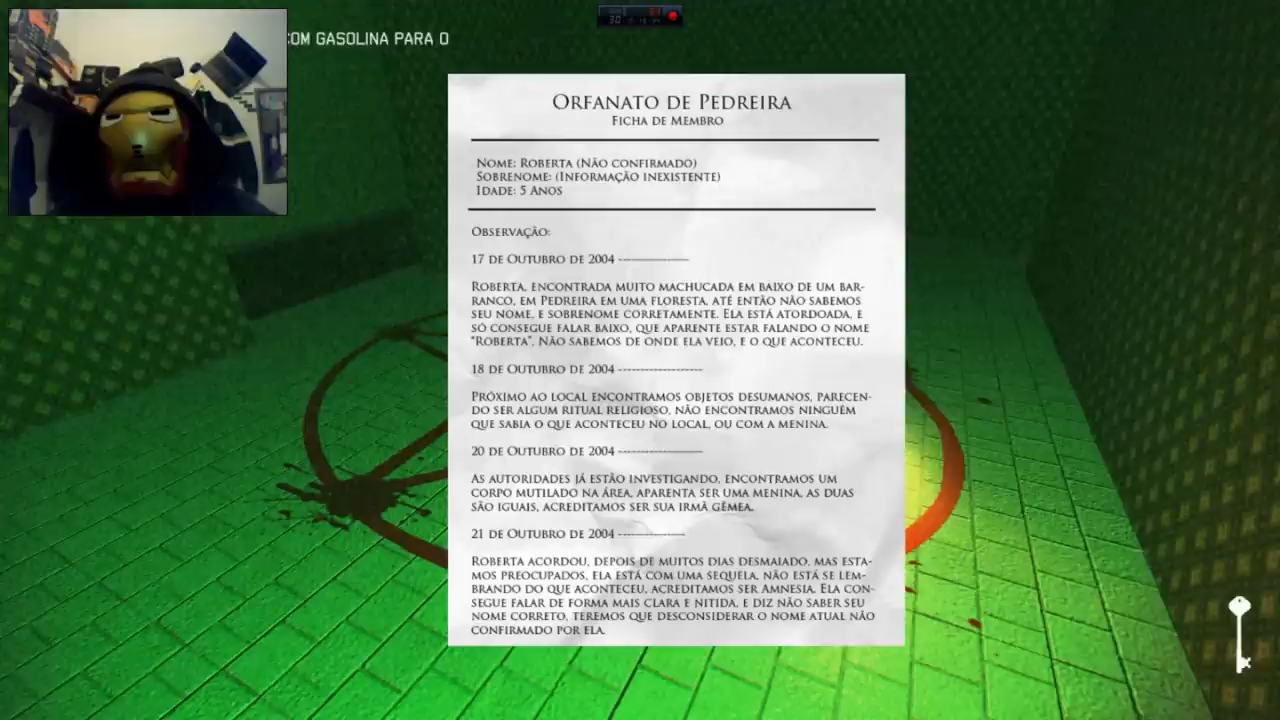 COM GASOLINA PARA O
Orfanato de Pedreira
Ficha de Membro
Nome: Roberta (Não confirmado)
Sobrenome: (Informação inexistente)
Idade: 5 Anos
Observação:
17 de Outubro de 2004 ----------------
Roberta, encontrada muito machucada em baixo de um bar-
ranco, em Pedreira em uma floresta, até então não sabemos
seu nome, e sobrenome corretamente. Ela está atordoada, e
só consegue falar baixo, que aparente estar falando o nome
"Roberta", Não sabemos de onde ela veio, e o que aconteceu.
18 de Outubro de 2004 -------------------
Próximo ao local encontramos objetos desumanos, parecen-
do ser algum ritual religioso, não encontramos ninguém
que sabia o que aconteceu no local, ou com a menina.
20 de Outubro de 2004 -------------------
As autoridades já estão investigando, encontramos um
corpo mutilado na área, aparenta ser uma menina, as duas
são iguais, acreditamos ser sua irmã gêmea.
21 de Outubro de 2004 ---------------
Roberta acordou, depois de muitos dias desmaiado, mas esta-
mos preocupados, ela está com uma sequela, não está se lem-
brando do que aconteceu, acreditamos ser Amnesia. Ela con-
segue falar de forma mais clara e nitida, e diz não saber seu
nome correto, teremos que desconsiderar o nome atual não
confirmado por ela.